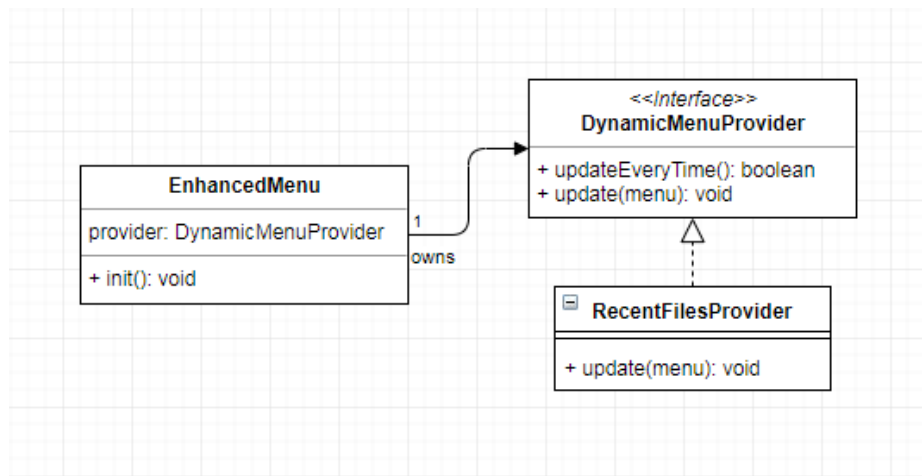 <<Interface>>
DynamicMenuProvider
+ updateEveryTime(): boolean
+ update(menu): void
EnhancedMenu
provider: DynamicMenuProvider
+ init(): void
1
owns
RecentFilesProvider
+ update(menu): void